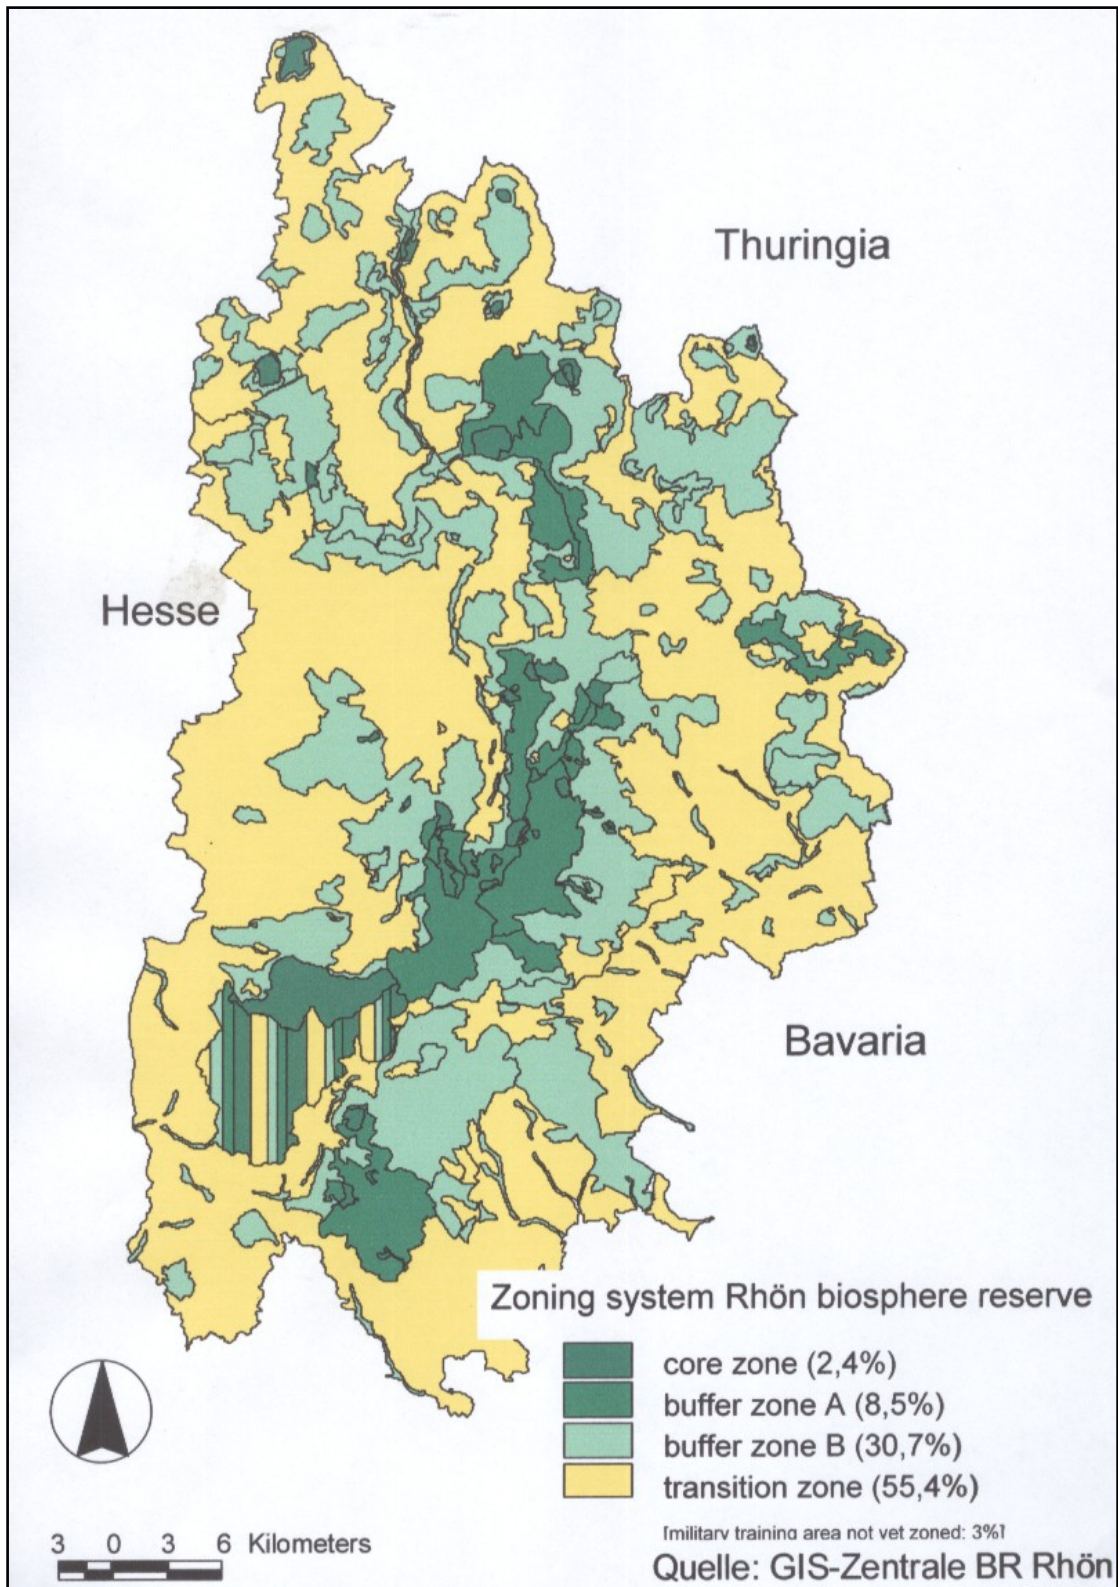 Thuringia
Hesse
Bavaria
Zoning system Rhön biosphere reserve
core zone (2,4%)
buffer zone A (8,5%)
buffer zone B (30,7%)
transition zone (55,4%)
[military training area not yet zoned: 3%]
3 0 3 6 Kilometers
Quelle: GIS-Zentrale BR Rhön